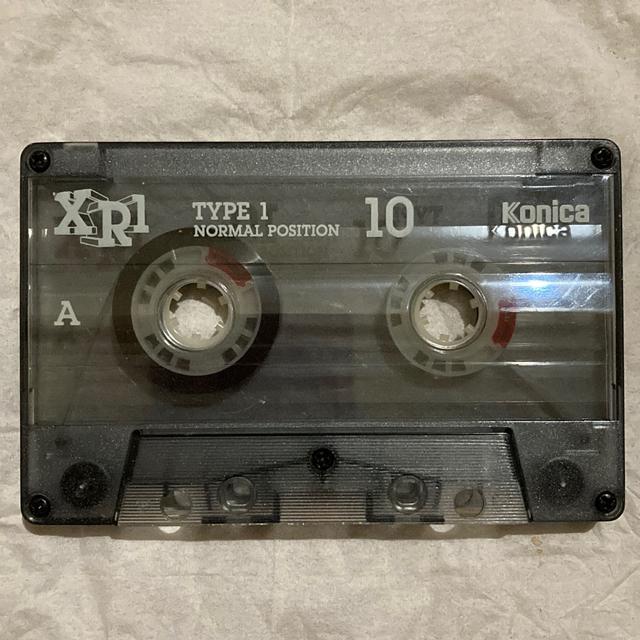 XR1
TYPE 1
NORMAL POSITION
10
Konica
A